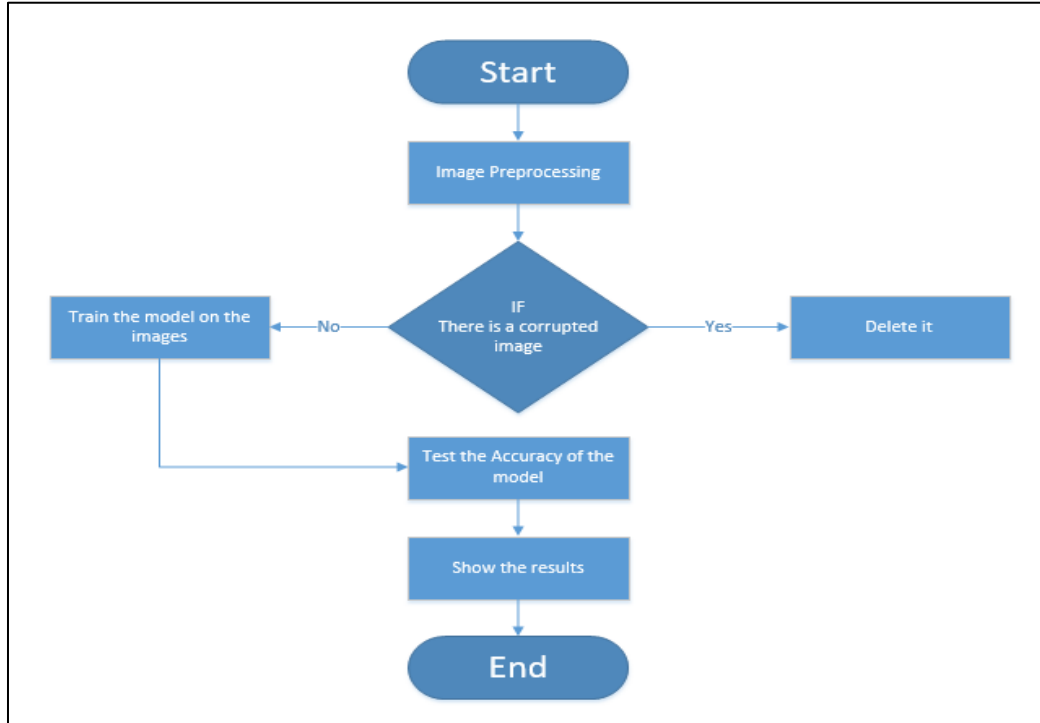 Start
Image Preprocessing
IF
There is a corrupted
image
No
Yes
Train the model on the
images
Delete it
Test the Accuracy of the
model
Show the results
End